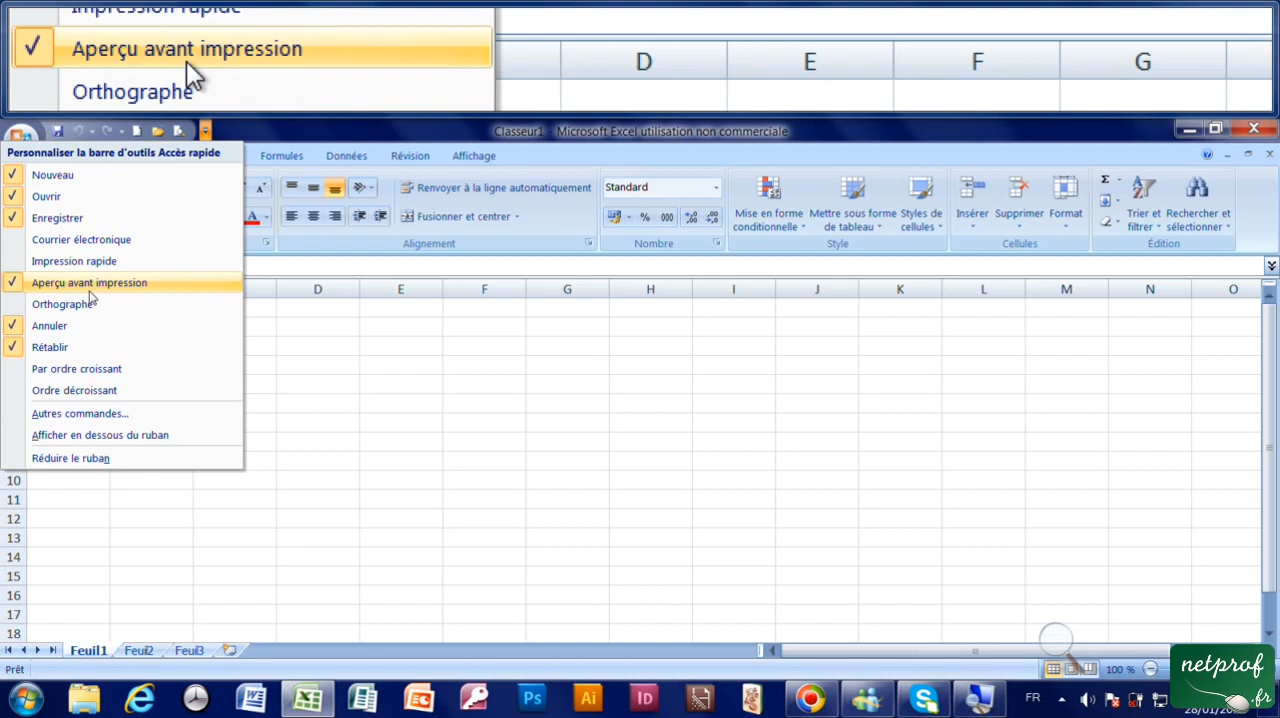 Impression rapide
Aperçu avant impression
Orthographe
D E F G
Classeur1 - Microsoft Excel utilisation non commerciale
Personnaliser la barre d'outils Accès rapide
Nouveau
Ouvrir
Enregistrer
Courrier électronique
Impression rapide
Aperçu avant impression
Orthographe
Annuler
Rétablir
Par ordre croissant
Ordre décroissant
Autres commandes...
Afficher en dessous du ruban
Réduire le ruban
Formules Données Révision Affichage
Renvoyer à la ligne automatiquement
Fusionner et centrer
Alignement
Standard
% 000
Nombre
Mise en forme conditionnelle
Mettre sous forme de tableau
Styles de cellules
Style
Insérer Supprimer Format
Cellules
Σ
Trier et filtrer
Rechercher et sélectionner
Édition
D E F G H I J K L M N O
10
11
12
13
14
15
16
17
18
Feuil1 Feuil2 Feuil3
Prêt
100 %
Ps Ai ID
FR
netprof
.fr